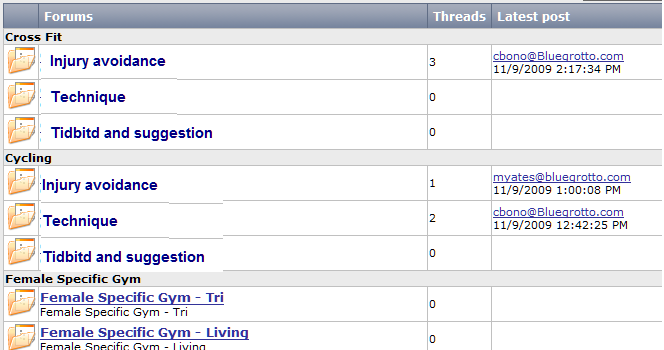 Forums Threads Latest post
Cross Fit
Injury avoidance 3 cbono@Bluegrotto.com
11/9/2009 2:17:34 PM
Technique 0
Tidbitd and suggestion 0
Cycling
Injury avoidance 1 myates@bluegrotto.com
11/9/2009 1:00:08 PM
Technique 2 cbono@Bluegrotto.com
11/9/2009 12:42:25 PM
Tidbitd and suggestion 0
Female Specific Gym
Female Specific Gym - Tri 0
Female Specific Gym - Tri
Female Specific Gym - Living 0
Female Specific Gym - Living